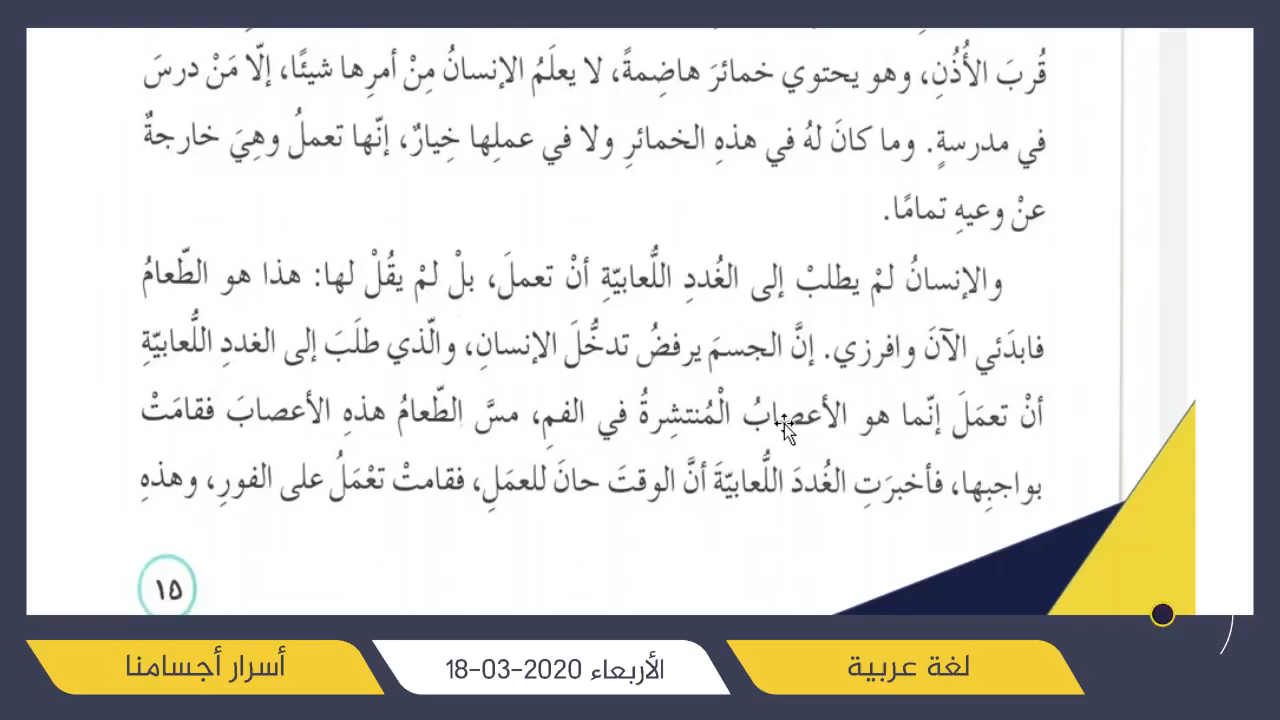 قُربَ الأُذُنِ، وهو يحتوي خمائرَ هاضِمةً، لا يعلَمُ الإنسانُ مِنْ أمرِها شيئًا، إلّا مَنْ درسَ
في مدرسةٍ. وما كانَ لهُ في هذهِ الخمائرِ ولا في عملِها خِيارٌ، إنّها تعملُ وهِيَ خارجةٌ
عنْ وعيهِ تمامًا.
والإنسانُ لمْ يطلبْ إلى الغُددِ اللُّعابيّةِ أنْ تعملَ، بلْ لمْ يقُلْ لها: هذا هو الطّعامُ
فابدَئي الآنَ وافرزي. إنَّ الجسمَ يرفضُ تدخُّلَ الإنسانِ، والّذي طلَبَ إلى الغددِ اللُّعابيّةِ
أنْ تعمَلَ إنّما هو الأعصابُ الْمُنتشِرةُ في الفمِ، مسَّ الطّعامُ هذهِ الأعصابَ فقامَتْ
بواجبِها، فأخبرَتِ الغُددَ اللُّعابيّةَ أنَّ الوقتَ حانَ للعمَلِ، فقامتْ تعْمَلُ على الفورِ، وهذهِ
١٥
لغة عربية
الأربعاء 2020-03-18
أسرار أجسامنا